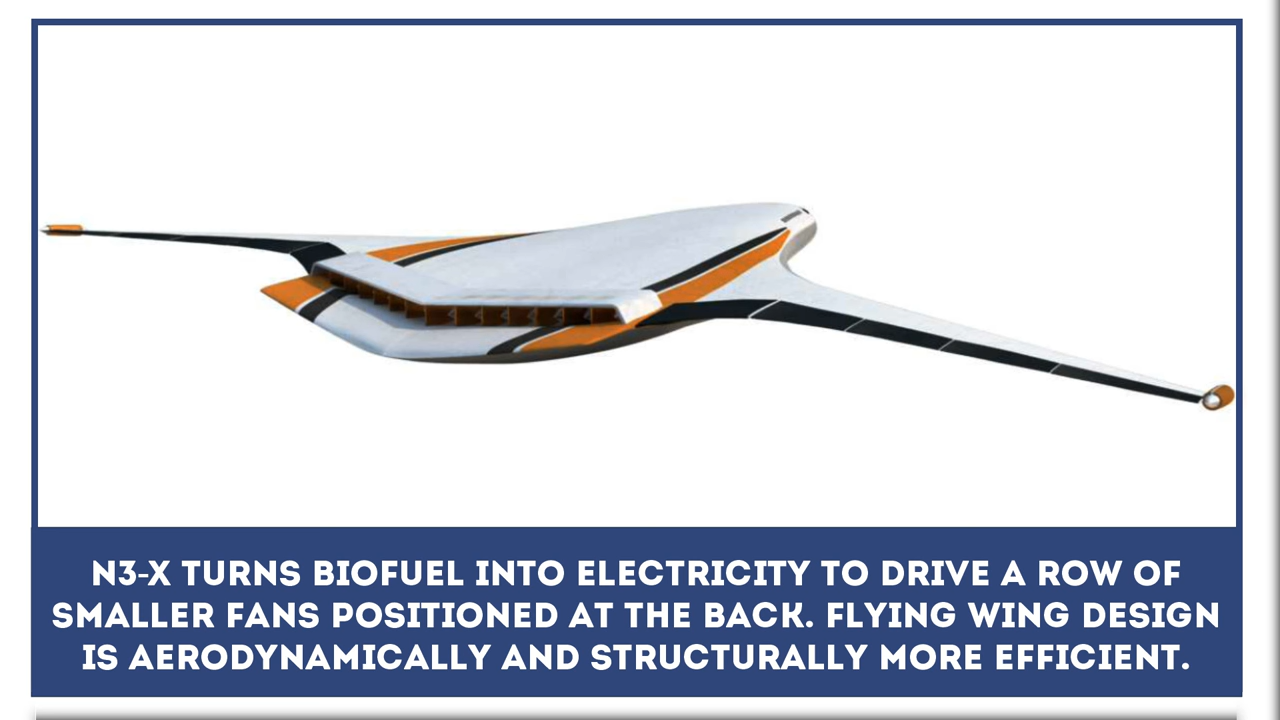 N3-X TURNS BIOFUEL INTO ELECTRICITY TO DRIVE A ROW OF
SMALLER FANS POSITIONED AT THE BACK. FLYING WING DESIGN
IS AERODYNAMICALLY AND STRUCTURALLY MORE EFFICIENT.